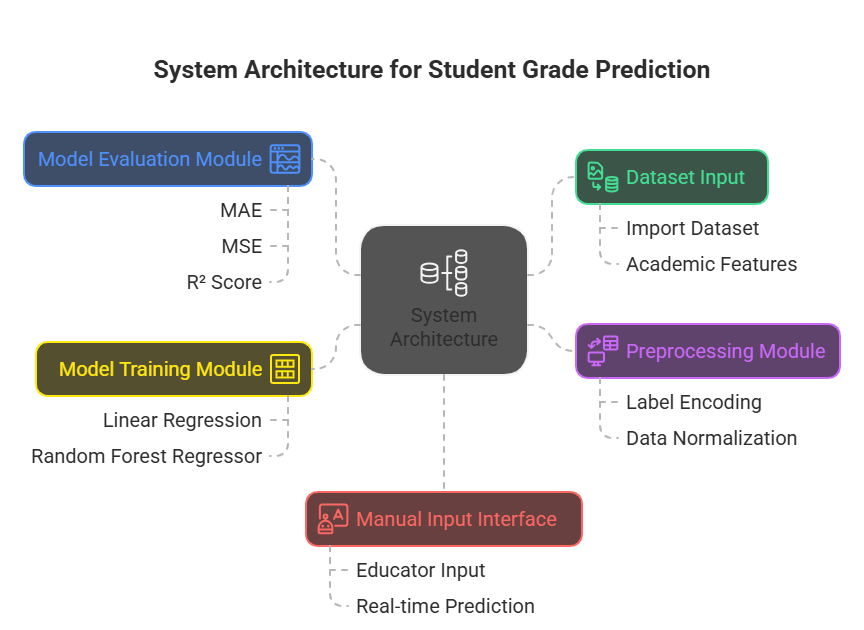 System Architecture for Student Grade Prediction
Model Evaluation Module
MAE
MSE
R² Score
Model Training Module
Linear Regression
Random Forest Regressor
System
Architecture
Dataset Input
Import Dataset
Academic Features
Preprocessing Module
Label Encoding
Data Normalization
Manual Input Interface
Educator Input
Real-time Prediction